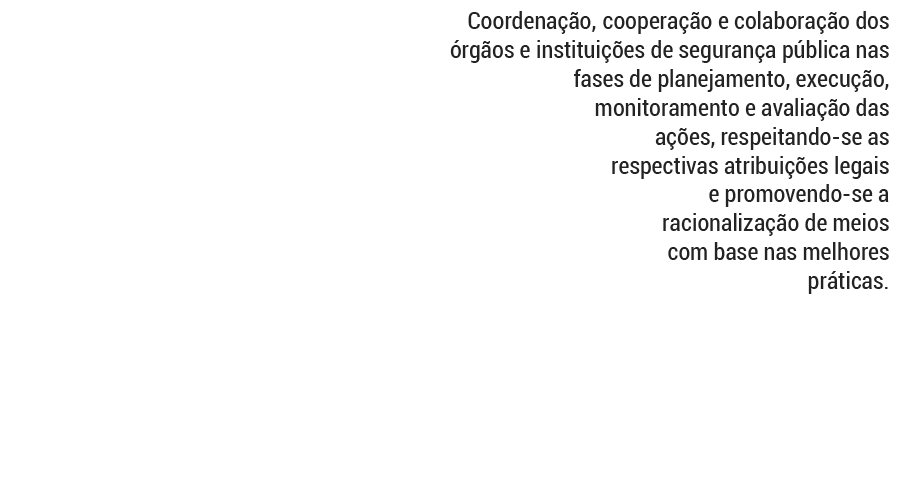 Coordenação, cooperação e colaboração dos
órgãos e instituições de segurança pública nas
fases de planejamento, execução,
monitoramento e avaliação das
ações, respeitando-se as
respectivas atribuições legais
e promovendo-se a
racionalização de meios
com base nas melhores
práticas.